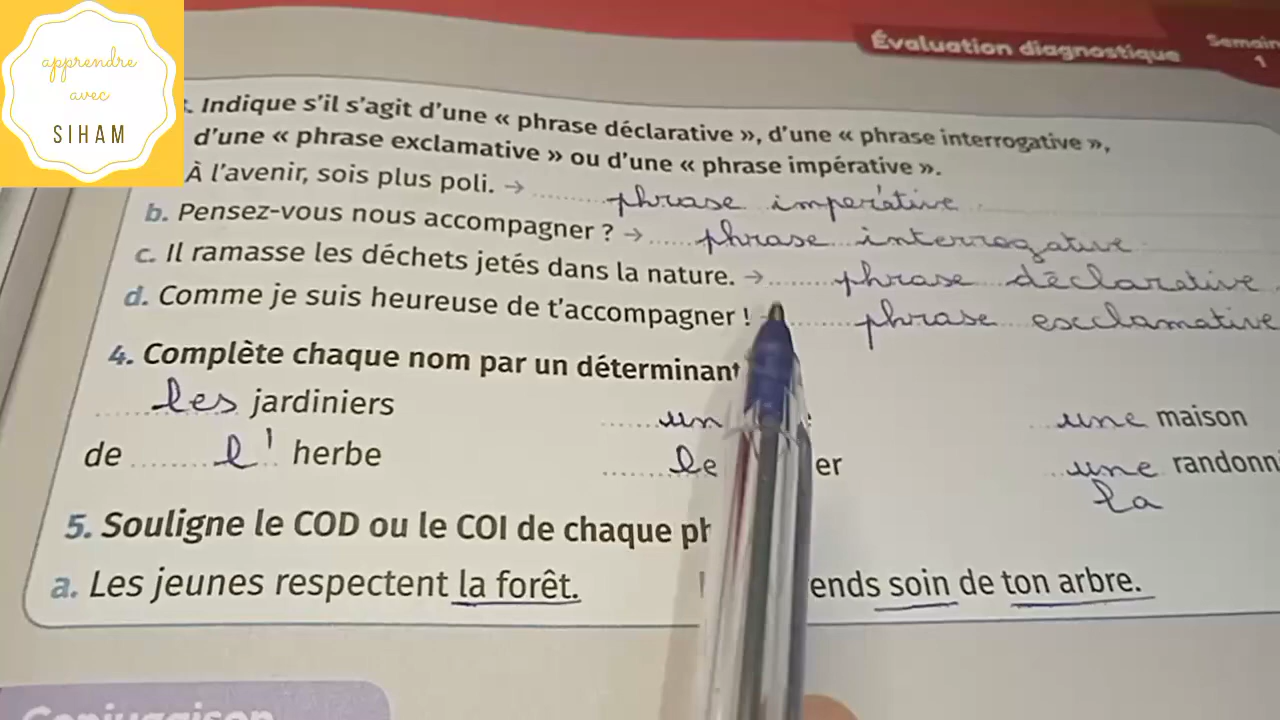 apprendre
avec
SIHAM
Évaluation diagnostique
1
. Indique s'il s'agit d'une « phrase déclarative », d'une « phrase interrogative »,
d'une « phrase exclamative » ou d'une « phrase impérative ».
À l'avenir, sois plus poli. → phrase impérative
b. Pensez-vous nous accompagner ? → phrase interrogative
c. Il ramasse les déchets jetés dans la nature. → phrase déclarative
d. Comme je suis heureuse de t'accompagner ! phrase exclamative
4. Complète chaque nom par un déterminant
les jardiniers un une maison
de l' herbe le er une
la
5. Souligne le COD ou le COI de chaque
a. Les jeunes respectent la forêt. ends soin de ton arbre.
Conjugaison